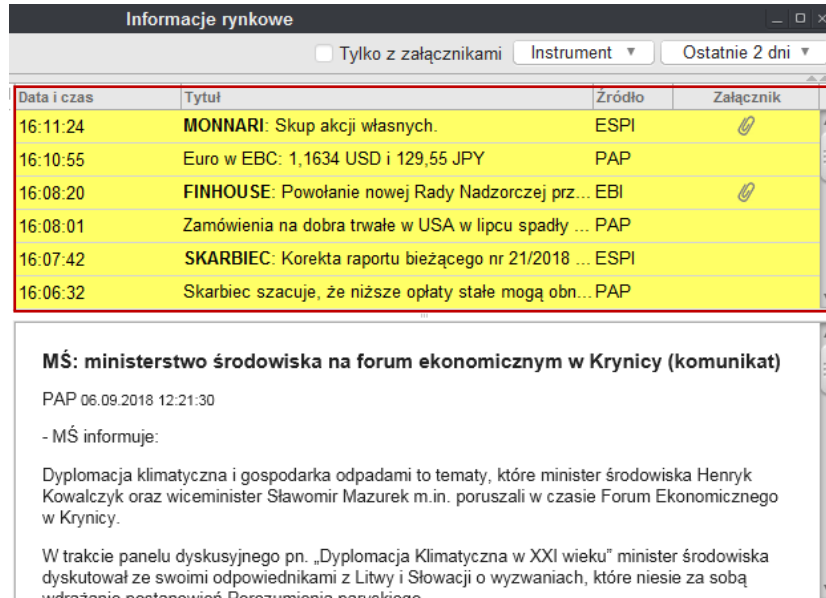 Informacje rynkowe
Tylko z załącznikami Instrument Ostatnie 2 dni
Data i czas Tytuł Źródło Załącznik
16:11:24 MONNARI: Skup akcji własnych. ESPI
16:10:55 Euro w EBC: 1,1634 USD i 129,55 JPY PAP
16:08:20 FINHOUSE: Powołanie nowej Rady Nadzorczej prz... EBI
16:08:01 Zamówienia na dobra trwałe w USA w lipcu spadły ... PAP
16:07:42 SKARBIEC: Korekta raportu bieżącego nr 21/2018 ... ESPI
16:06:32 Skarbiec szacuje, że niższe opłaty stałe mogą obn... PAP
MŚ: ministerstwo środowiska na forum ekonomicznym w Krynicy (komunikat)
PAP 06.09.2018 12:21:30
- MŚ informuje:
Dyplomacja klimatyczna i gospodarka odpadami to tematy, które minister środowiska Henryk
Kowalczyk oraz wiceminister Sławomir Mazurek m.in. poruszali w czasie Forum Ekonomicznego
w Krynicy.
W trakcie panelu dyskusyjnego pn. „Dyplomacja Klimatyczna w XXI wieku” minister środowiska
dyskutował ze swoimi odpowiednikami z Litwy i Słowacji o wyzwaniach, które niesie za sobą
wdrażanie postanowień Porozumienia paryskiego